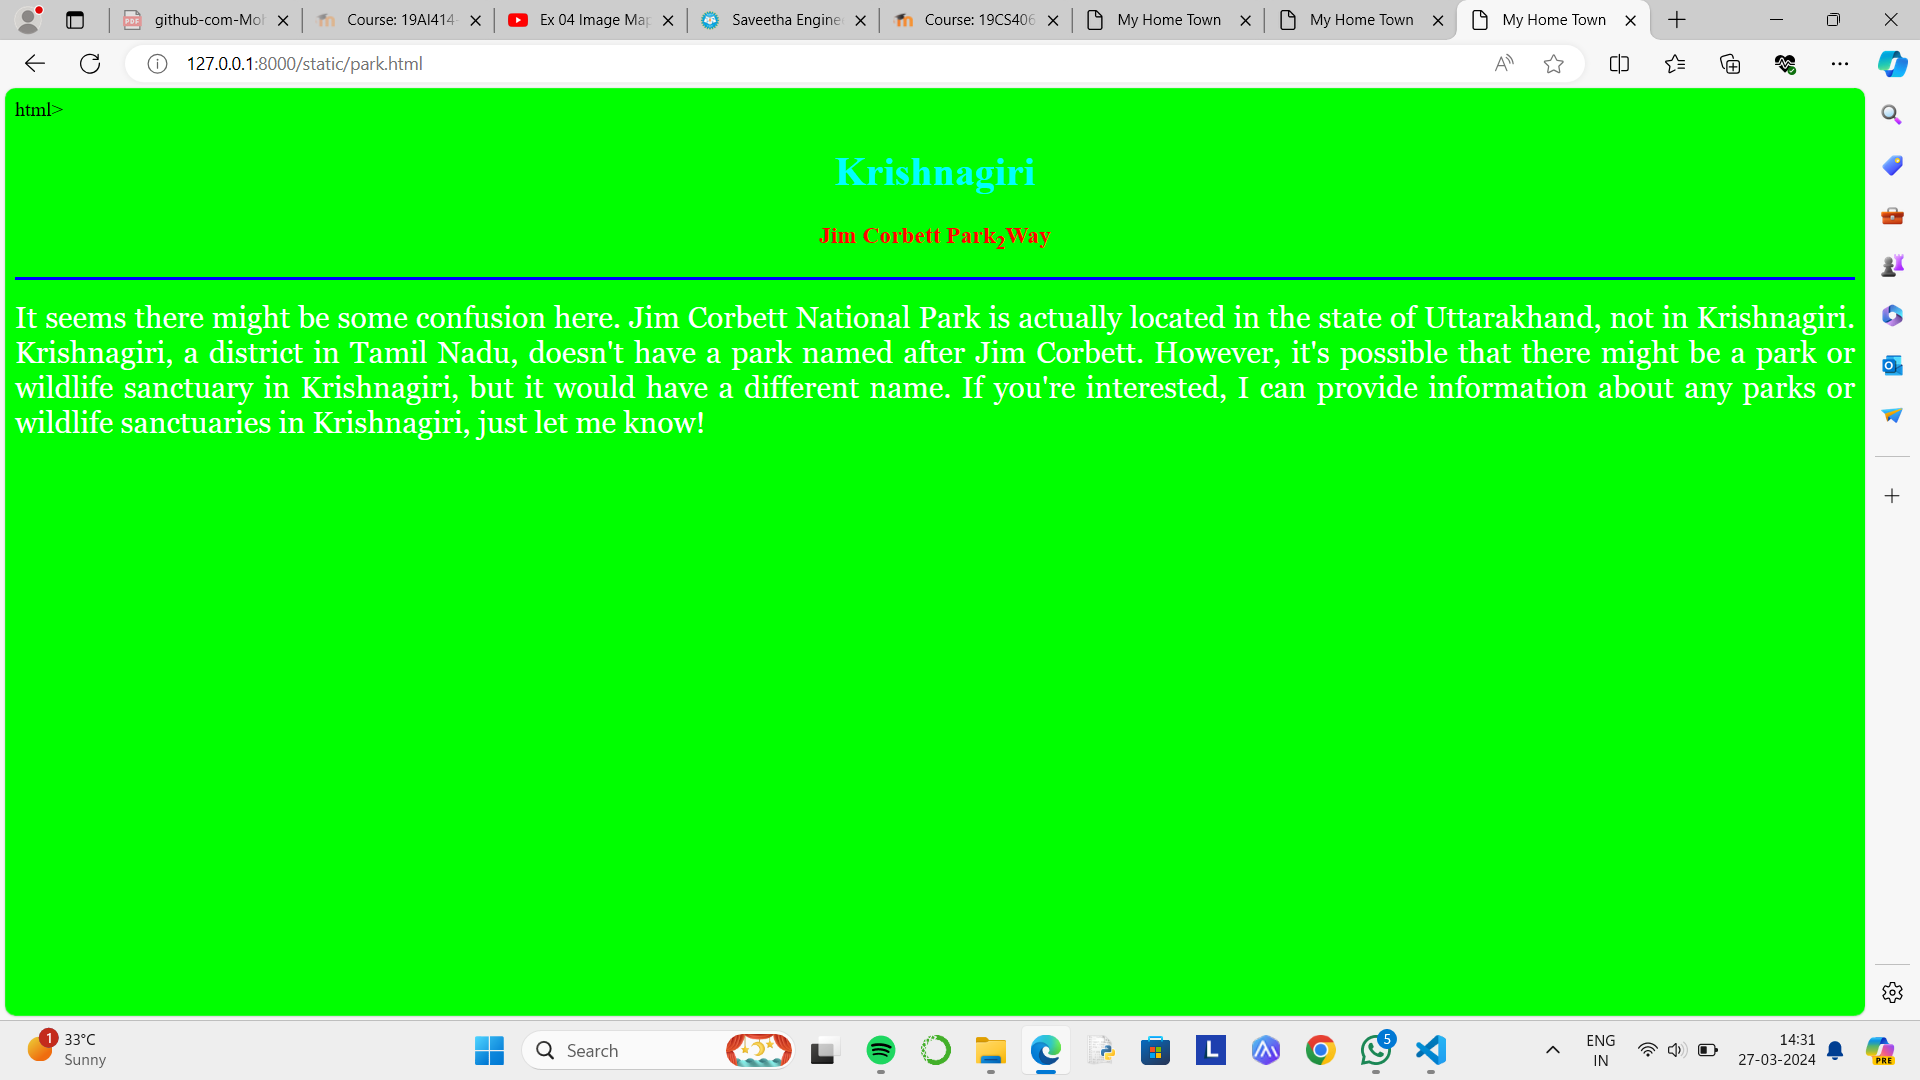 github-com-Moh
Course: 19AI414-
Ex 04 Image Map
Saveetha Enginee
Course: 19CS406
My Home Town
My Home Town
My Home Town
127.0.0.1:8000/static/park.html
html>
Krishnagiri
Jim Corbett Park2Way
It seems there might be some confusion here. Jim Corbett National Park is actually located in the state of Uttarakhand, not in Krishnagiri.
Krishnagiri, a district in Tamil Nadu, doesn't have a park named after Jim Corbett. However, it's possible that there might be a park or
wildlife sanctuary in Krishnagiri, but it would have a different name. If you're interested, I can provide information about any parks or
wildlife sanctuaries in Krishnagiri, just let me know!
1
33°C
Sunny
Search
L
5
ENG
IN
14:31
27-03-2024
PRE